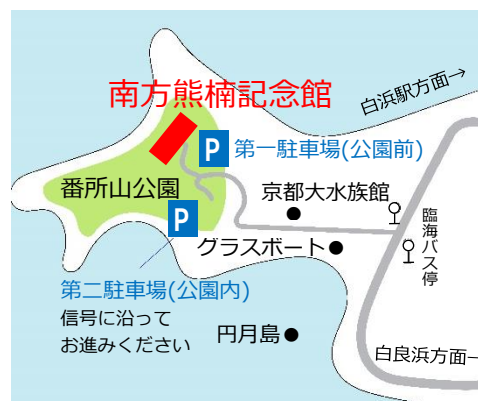 南方熊楠記念館
白浜駅方面→
P 第一駐車場(公園前)
番所山公園
京都大水族館
P
臨海バス停
グラスボート
第二駐車場(公園内)
信号に沿って
お進みください
円月島
白良浜方面→